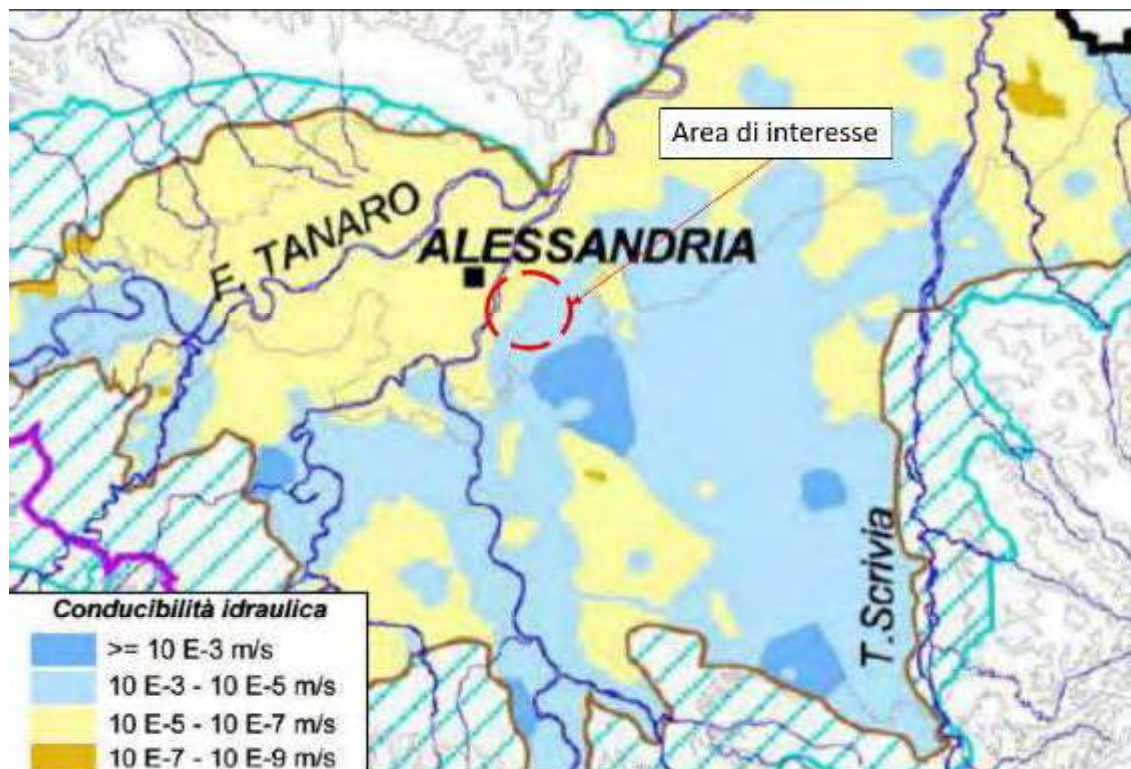 Area di interesse
F. TANARO
ALESSANDRIA
T.Scrivia
Conducibilità idraulica
>= 10 E-3 m/s
10 E-3 - 10 E-5 m/s
10 E-5 - 10 E-7 m/s
10 E-7 - 10 E-9 m/s